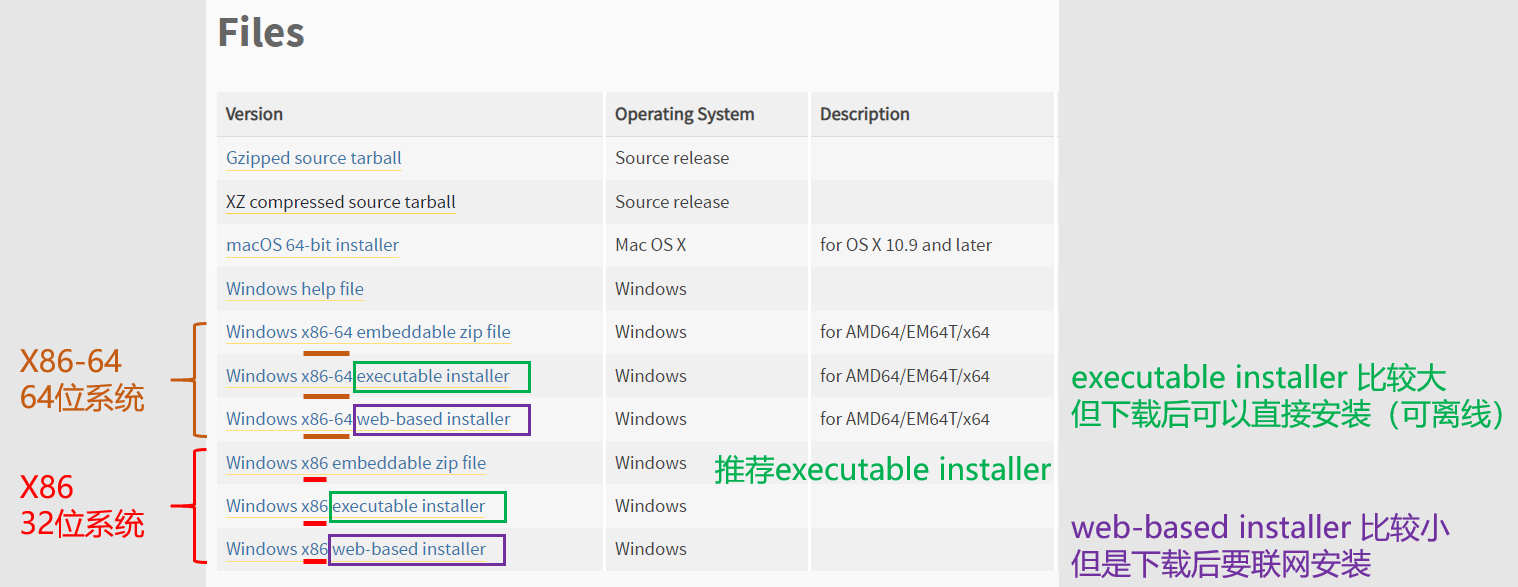 Files
Version Operating System Description
Gzipped source tarball Source release
XZ compressed source tarball Source release
macOS 64-bit installer Mac OS X for OS X 10.9 and later
Windows help file Windows
Windows x86-64 embeddable zip file Windows for AMD64/EM64T/x64
Windows x86-64 executable installer Windows for AMD64/EM64T/x64
Windows x86-64 web-based installer Windows for AMD64/EM64T/x64
Windows x86 embeddable zip file Windows
Windows x86 executable installer Windows
Windows x86 web-based installer Windows
X86-64
64位系统
X86
32位系统
推荐executable installer
executable installer 比较大
但下载后可以直接安装（可离线）
web-based installer 比较小
但是下载后要联网安装